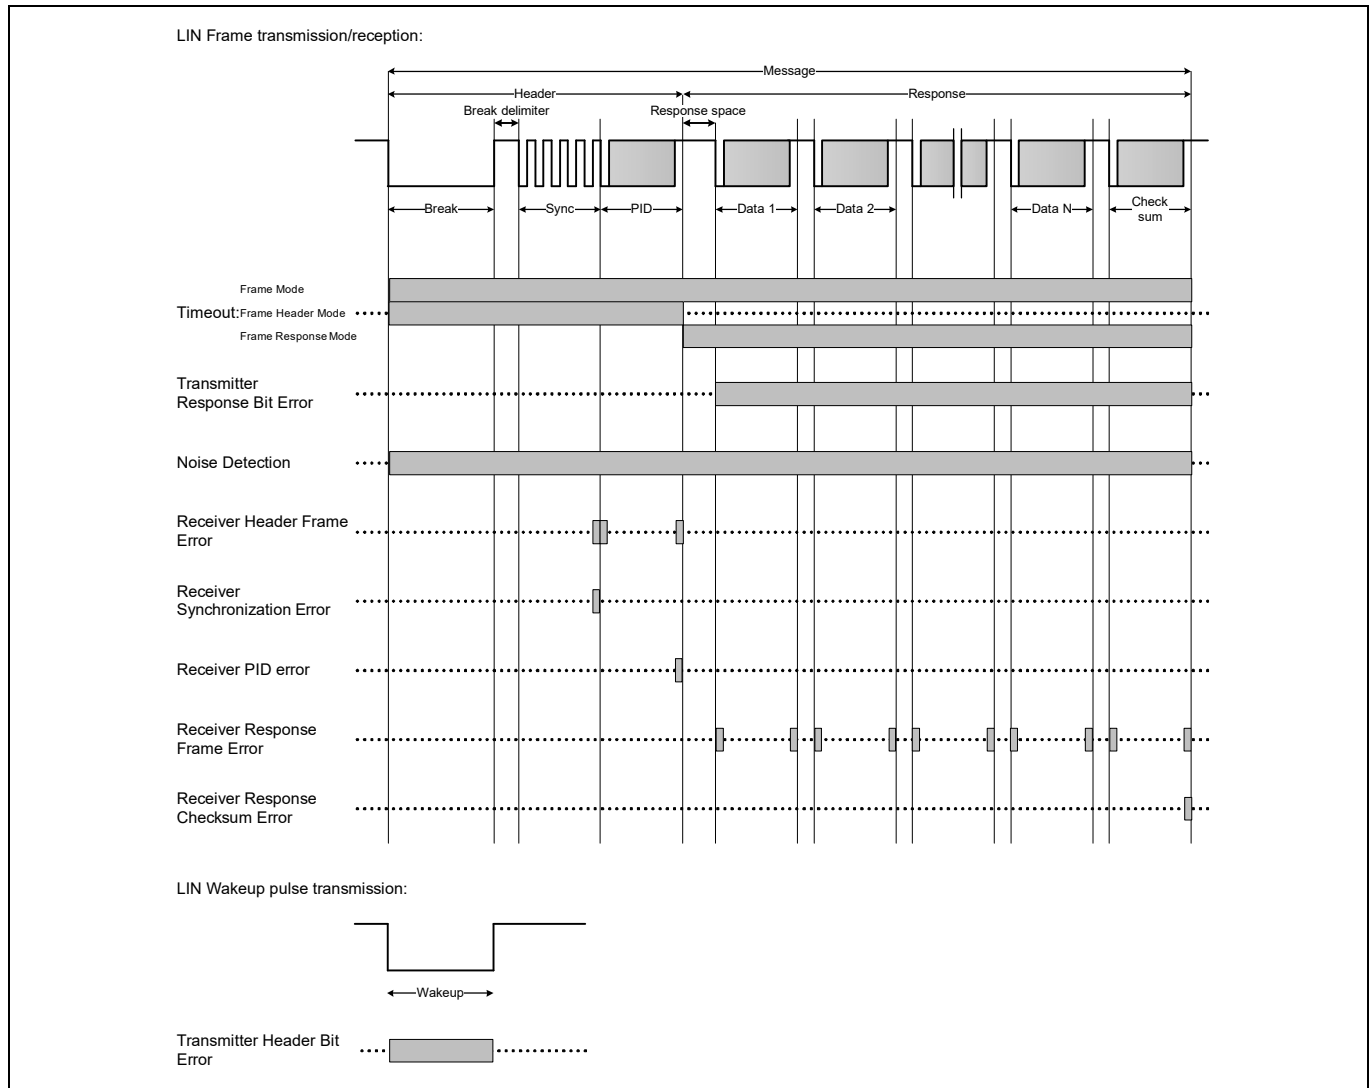 LIN Frame transmission/reception:
Message
Header
Response
Break delimiter
Response space
Break
Sync
PID
Data 1
Data 2
Data N
Check
sum
Frame Mode
Timeout:
Frame Header Mode
Frame Response Mode
Transmitter
Response Bit Error
Noise Detection
Receiver Header Frame
Error
Receiver
Synchronization Error
Receiver PID error
Receiver Response
Frame Error
Receiver Response
Checksum Error
LIN Wakeup pulse transmission:
Wakeup
Transmitter Header Bit
Error